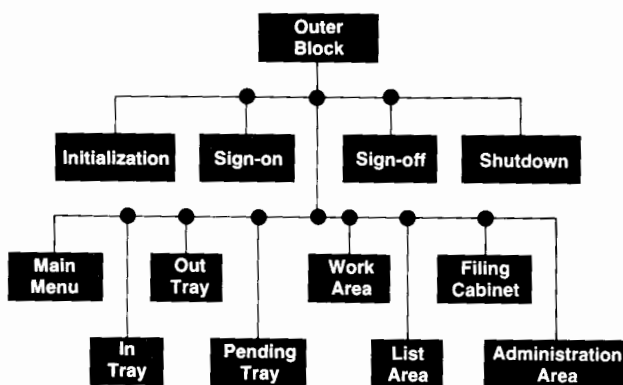 Outer
Block
Initialization
Sign-on
Sign-off
Shutdown
Main
Menu
Out
Tray
Work
Area
Filing
Cabinet
In
Tray
Pending
Tray
List
Area
Administration
Area